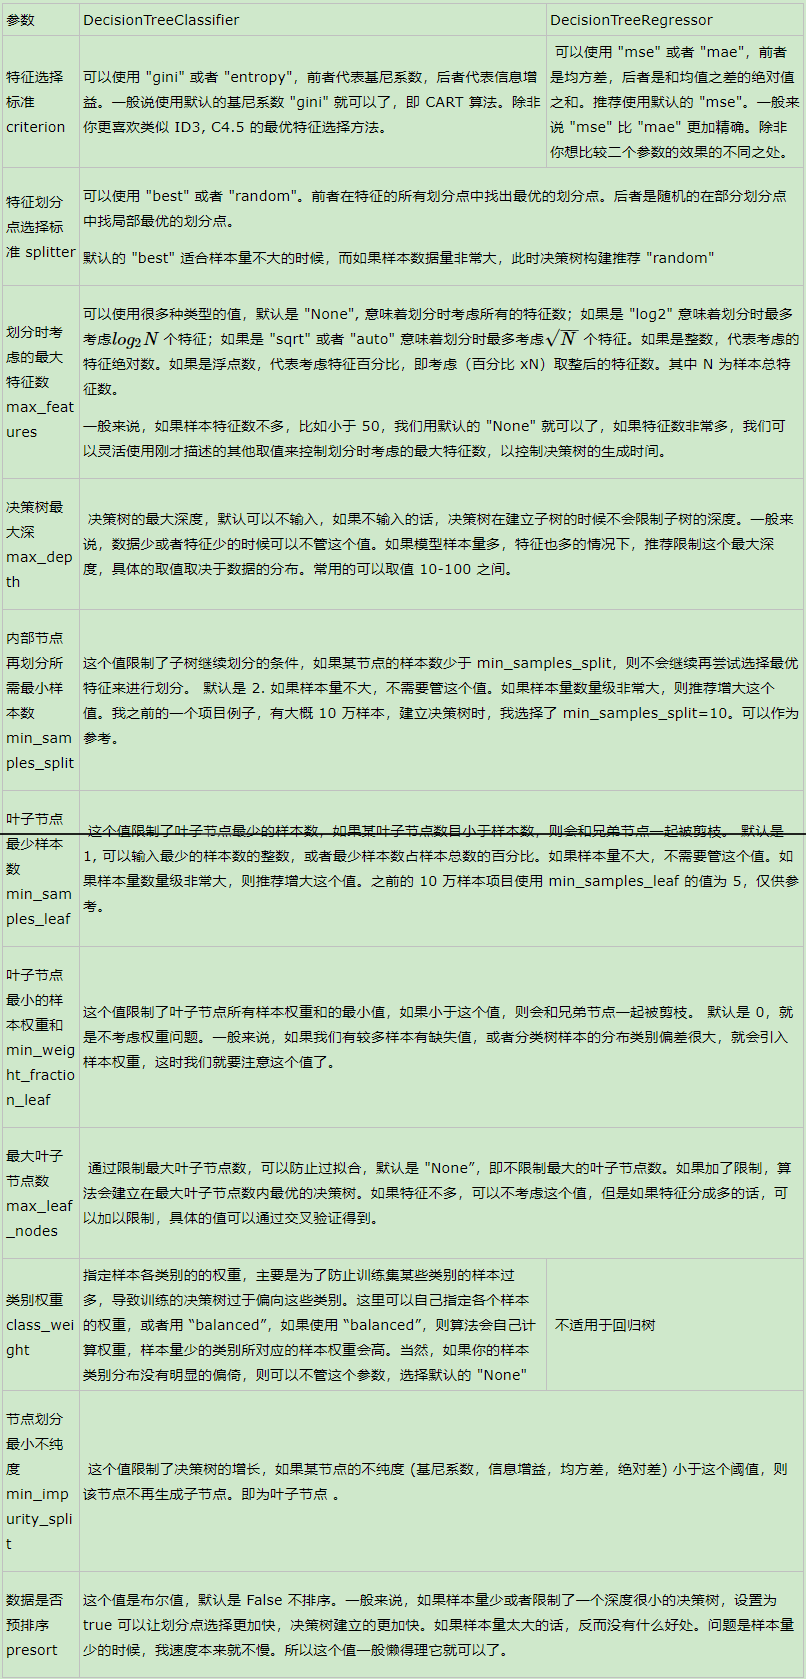 参数
DecisionTreeClassifier
DecisionTreeRegressor
特征选择
标准
criterion
可以使用 "gini" 或者 "entropy"，前者代表基尼系数，后者代表信息增
益。一般说使用默认的基尼系数 "gini" 就可以了，即 CART 算法。除非
你更喜欢类似 ID3, C4.5 的最优特征选择方法。
可以使用 "mse" 或者 "mae"，前者
是均方差，后者是和均值之差的绝对值
之和。推荐使用默认的 "mse"。一般来
说 "mse" 比 "mae" 更加精确。除非
你想比较二个参数的效果的不同之处。
特征划分
点选择标
准 splitter
可以使用 "best" 或者 "random"。前者在特征的所有划分点中找出最优的划分点。后者是随机的在部分划分点
中找局部最优的划分点。
默认的 "best" 适合样本量不大的时候，而如果样本数据量非常大，此时决策树构建推荐 "random"
划分时考
虑的最大
特征数
max_feat
ures
可以使用很多种类型的值，默认是 "None", 意味着划分时考虑所有的特征数；如果是 "log2" 意味着划分时最多
考虑log₂N 个特征；如果是 "sqrt" 或者 "auto" 意味着划分时最多考虑√N 个特征。如果是整数，代表考虑的
特征绝对数。如果是浮点数，代表考虑特征百分比，即考虑（百分比 xN）取整后的特征数。其中 N 为样本总特
征数。
一般来说，如果样本特征数不多，比如小于 50，我们用默认的 "None" 就可以了，如果特征数非常多，我们可
以灵活使用刚才描述的其他取值来控制划分时考虑的最大特征数，以控制决策树的生成时间。
决策树最
大深
max_dep
th
决策树的最大深度，默认可以不输入，如果不输入的话，决策树在建立子树的时候不会限制子树的深度。一般来
说，数据少或者特征少的时候可以不管这个值。如果模型样本量多，特征也多的情况下，推荐限制这个最大深
度，具体的取值取决于数据的分布。常用的可以取值 10-100 之间。
内部节点
再划分所
需最小样
本数
min_sam
ples_split
这个值限制了子树继续划分的条件，如果某节点的样本数少于 min_samples_split，则不会继续再尝试选择最优
特征来进行划分。 默认是 2. 如果样本量不大，不需要管这个值。如果样本量数量级非常大，则推荐增大这个
值。我之前的一个项目例子，有大概 10 万样本，建立决策树时，我选择了 min_samples_split=10。可以作为
参考。
叶子节点
最少样本
数
min_sam
ples_leaf
这个值限制了叶子节点最少的样本数，如果某叶子节点数目小于样本数，则会和兄弟节点一起被剪枝。 默认是
1, 可以输入最少的样本数的整数，或者最少样本数占样本总数的百分比。如果样本量不大，不需要管这个值。如
果样本量数量级非常大，则推荐增大这个值。之前的 10 万样本项目使用 min_samples_leaf 的值为 5，仅供参
考。
叶子节点
最小的样
本权重和
min_weig
ht_fractio
n_leaf
这个值限制了叶子节点所有样本权重和的最小值，如果小于这个值，则会和兄弟节点一起被剪枝。 默认是 0，就
是不考虑权重问题。一般来说，如果我们有较多样本有缺失值，或者分类树样本的分布类别偏差很大，就会引入
样本权重，这时我们就要注意这个值了。
最大叶子
节点数
max_leaf
_nodes
通过限制最大叶子节点数，可以防止过拟合，默认是 "None”，即不限制最大的叶子节点数。如果加了限制，算
法会建立在最大叶子节点数内最优的决策树。如果特征不多，可以不考虑这个值，但是如果特征分成多的话，可
以加以限制，具体的值可以通过交叉验证得到。
类别权重
class_wei
ght
指定样本各类别的的权重，主要是为了防止训练集某些类别的样本过
多，导致训练的决策树过于偏向这些类别。这里可以自己指定各个样本
的权重，或者用 “balanced”，如果使用 “balanced”，则算法会自己计
算权重，样本量少的类别所对应的样本权重会高。当然，如果你的样本
类别分布没有明显的偏倚，则可以不管这个参数，选择默认的 "None"
不适用于回归树
节点划分
最小不纯
度
min_imp
urity_spli
t
这个值限制了决策树的增长，如果某节点的不纯度 (基尼系数，信息增益，均方差，绝对差) 小于这个阈值，则
该节点不再生成子节点。即为叶子节点 。
数据是否
预排序
presort
这个值是布尔值，默认是 False 不排序。一般来说，如果样本量少或者限制了一个深度很小的决策树，设置为
true 可以让划分点选择更加快，决策树建立的更加快。如果样本量太大的话，反而没有什么好处。问题是样本量
少的时候，我速度本来就不慢。所以这个值一般懒得理它就可以了。